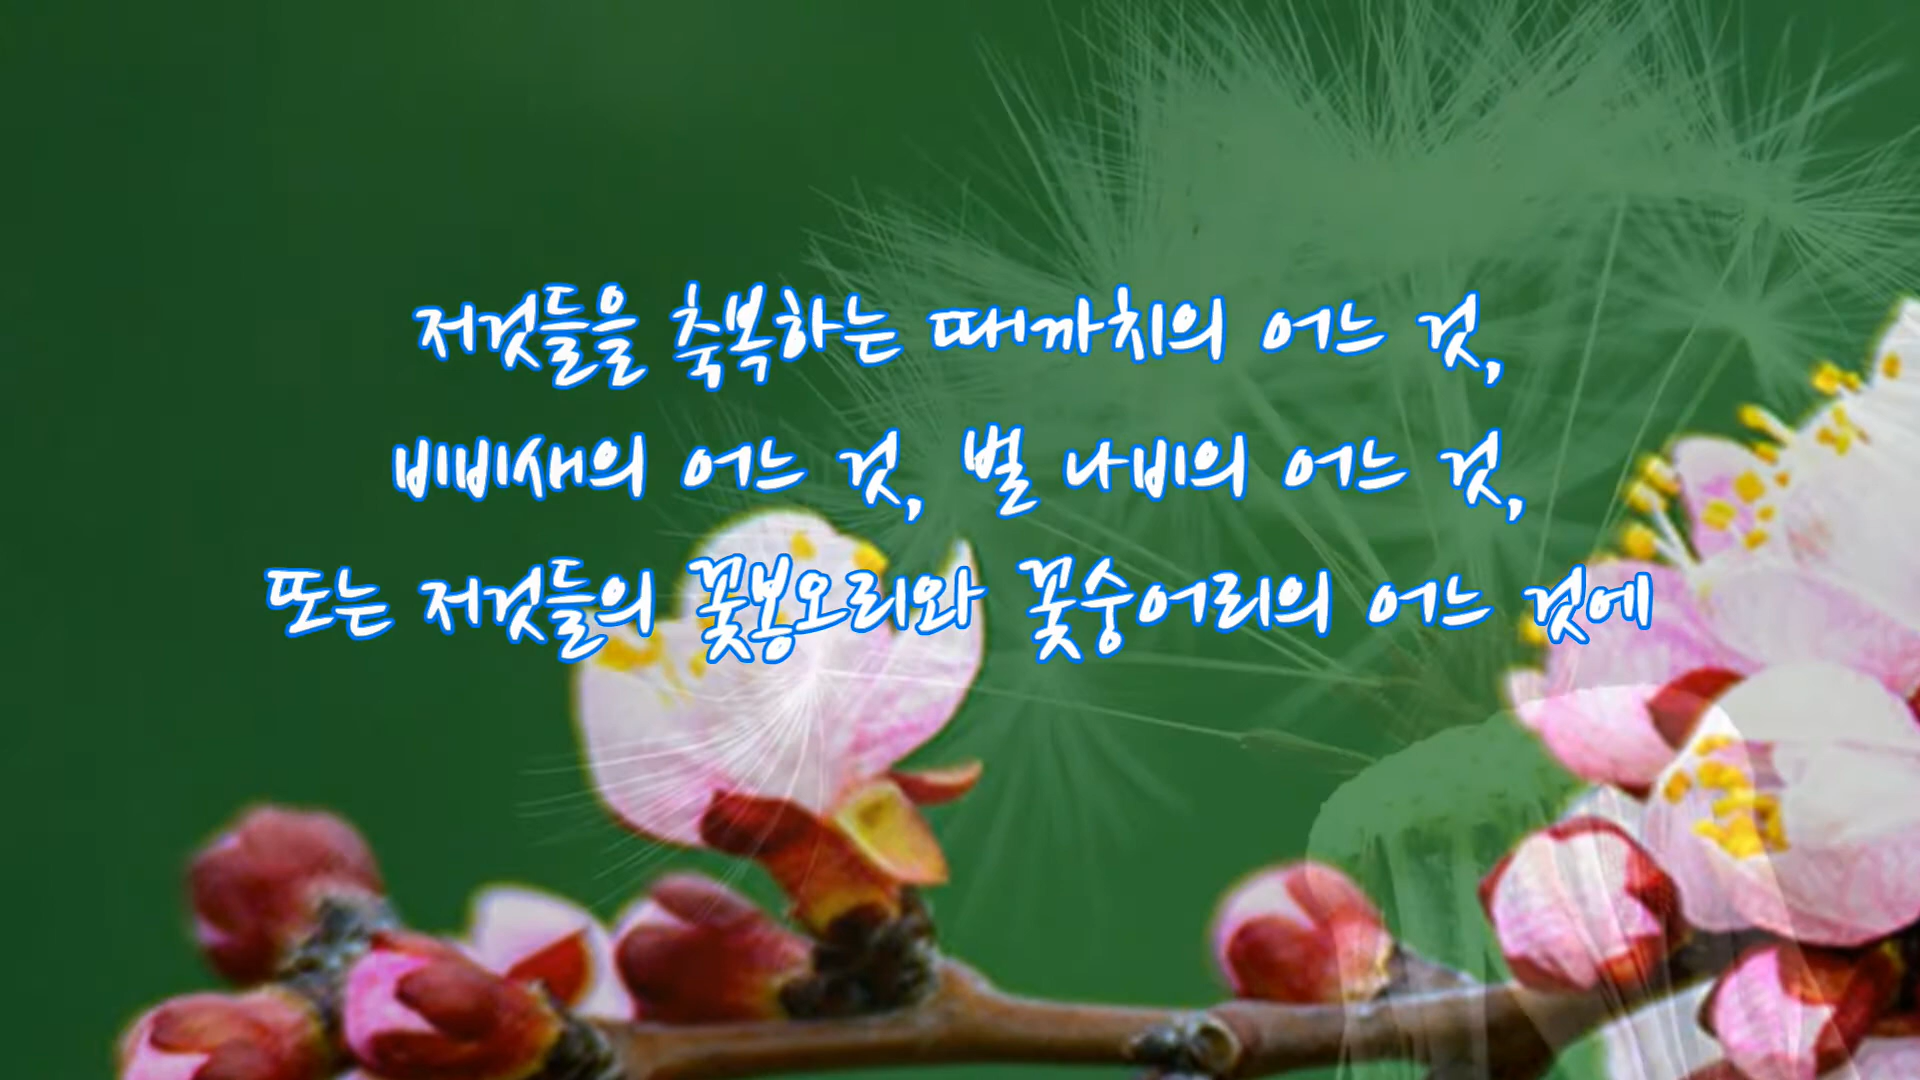 저것들을 축복하는 때까치의 어느 것,
비비새의 어느 것, 벌 나비의 어느 것,
또는 저것들의 꽃봉오리와 꽃숭어리의 어느 것에